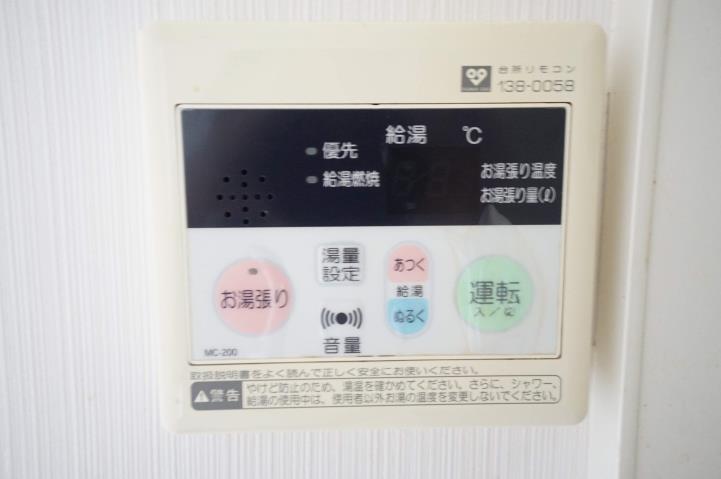 台所リモコン
138-0058
給湯 ℃
優先
給湯燃焼
お湯張り温度
お湯張り量(ℓ)
お湯張り
湯量
設定
音量
あつく
給湯
ぬるく
運転
入/切
MC-200
取扱説明書をよく読んで正しく安全にお使いください。
警告
やけど防止のため、湯温を確かめてください。さらに、シャワー、
給湯の使用中は、使用者以外お湯の温度を変更しないでください。